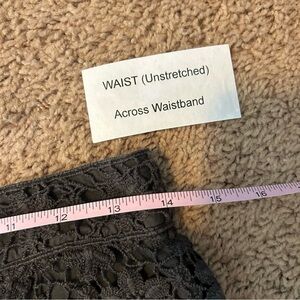 WAIST (Unstretched)
Across Waistband
11 12 13 14 15 16